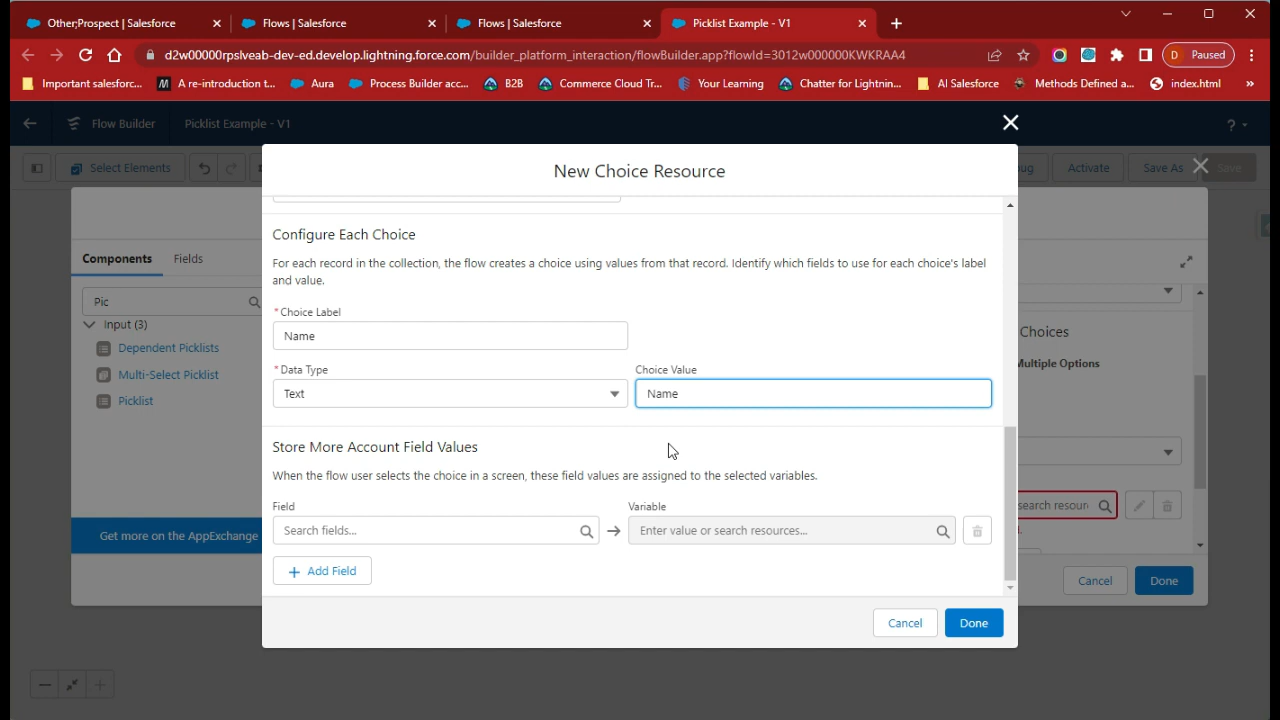 Other;Prospect | Salesforce
Flows | Salesforce
Flows | Salesforce
Picklist Example - V1
d2w00000rpslveab-dev-ed.develop.lightning.force.com/builder_platform_interaction/flowBuilder.app?flowId=3012w000000KWKRAA4
D
Paused
Important salesforc...
A re-introduction t...
Aura
Process Builder acc...
B2B
Commerce Cloud Tr...
Your Learning
Chatter for Lightnin...
AI Salesforce
Methods Defined a...
index.html
»
Flow Builder
Picklist Example - V1
?
Select Elements
Activate
Save As
Save
New Choice Resource
Components
Fields
Pic
Input (3)
Dependent Picklists
Multi-Select Picklist
Picklist
Get more on the AppExchange
Configure Each Choice
For each record in the collection, the flow creates a choice using values from that record. Identify which fields to use for each choice's label
and value.
* Choice Label
Name
* Data Type
Choice Value
Text
Name
Store More Account Field Values
When the flow user selects the choice in a screen, these field values are assigned to the selected variables.
Field
Variable
Search fields...
Enter value or search resources...
+ Add Field
Cancel
Done
Choices
Multiple Options
search resour
Cancel
Done